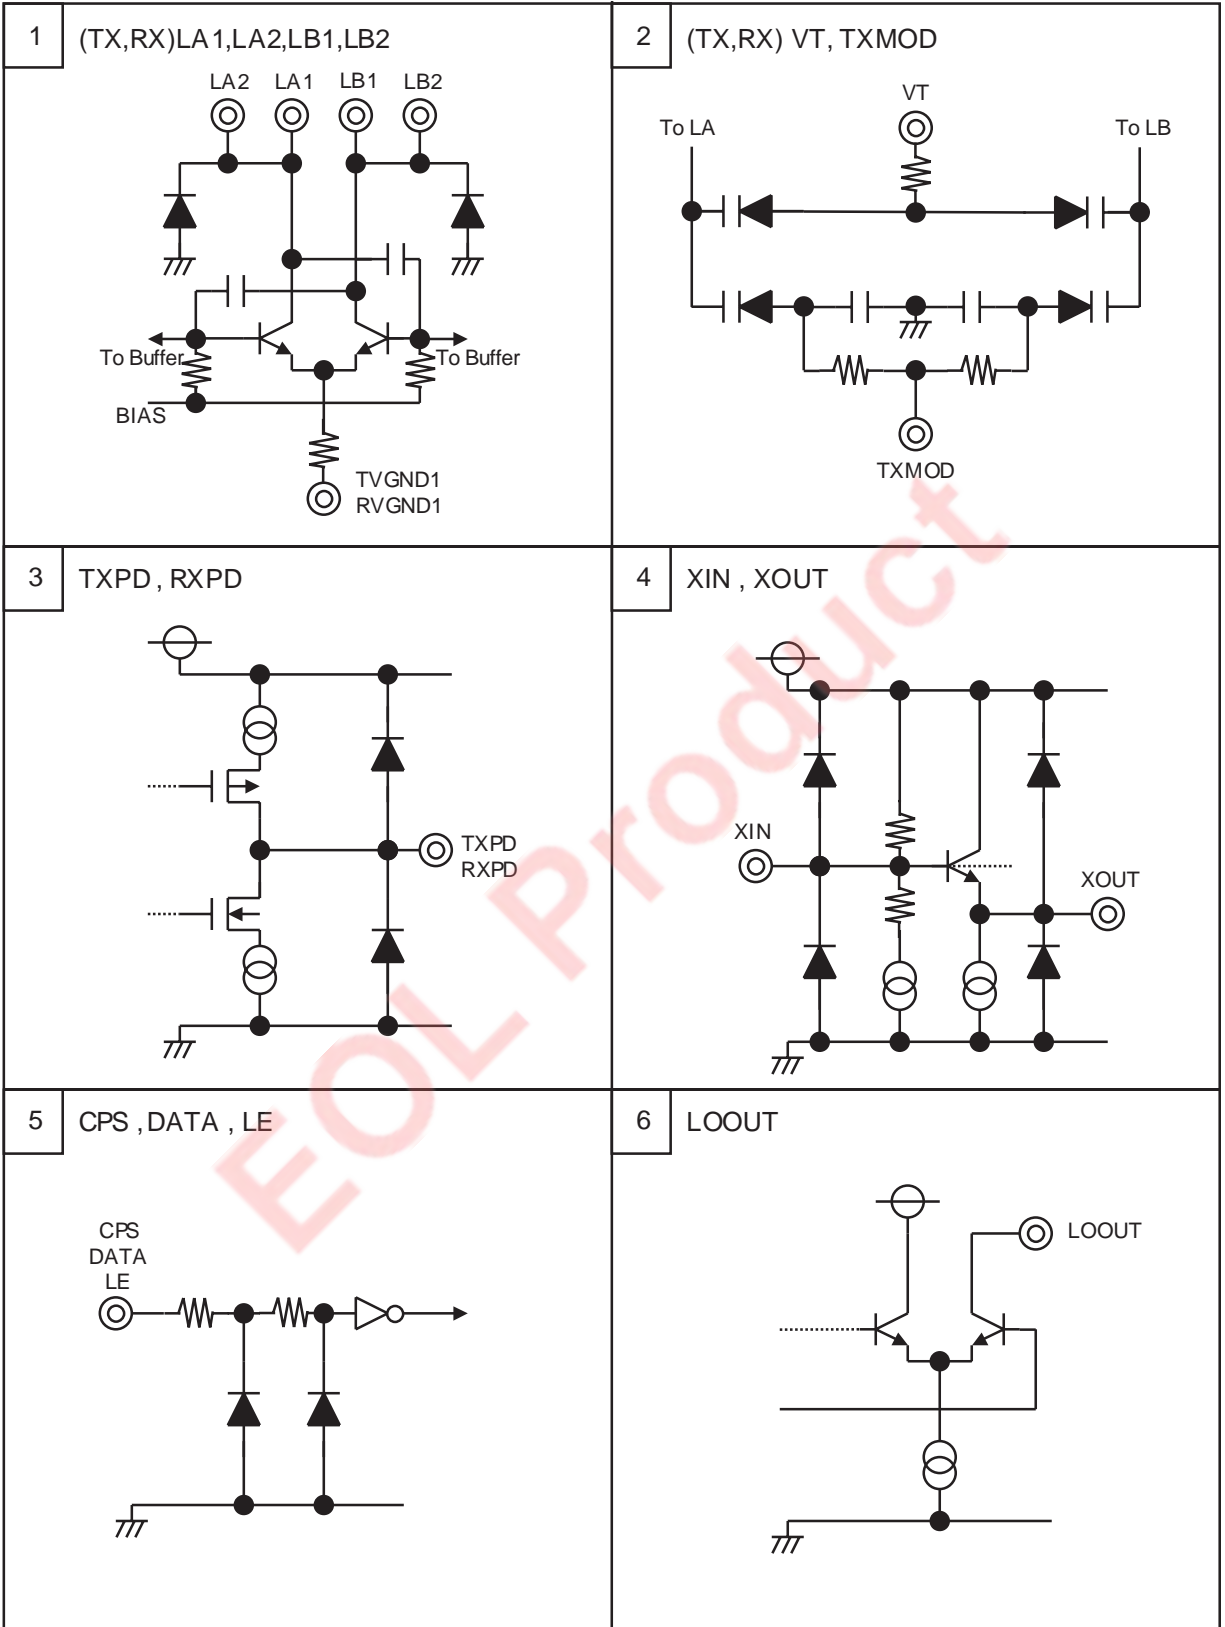 1 (TX,RX)LA1,LA2,LB1,LB2
LA2 LA1 LB1 LB2
To Buffer To Buffer
BIAS
TVGND1
RVGND1
2 (TX,RX) VT, TXMOD
VT
To LA To LB
TXMOD
3 TXPD, RXPD
TXPD
RXPD
4 XIN, XOUT
XIN
XOUT
5 CPS, DATA, LE
CPS
DATA
LE
6 LOOUT
LOOUT
EOL Product